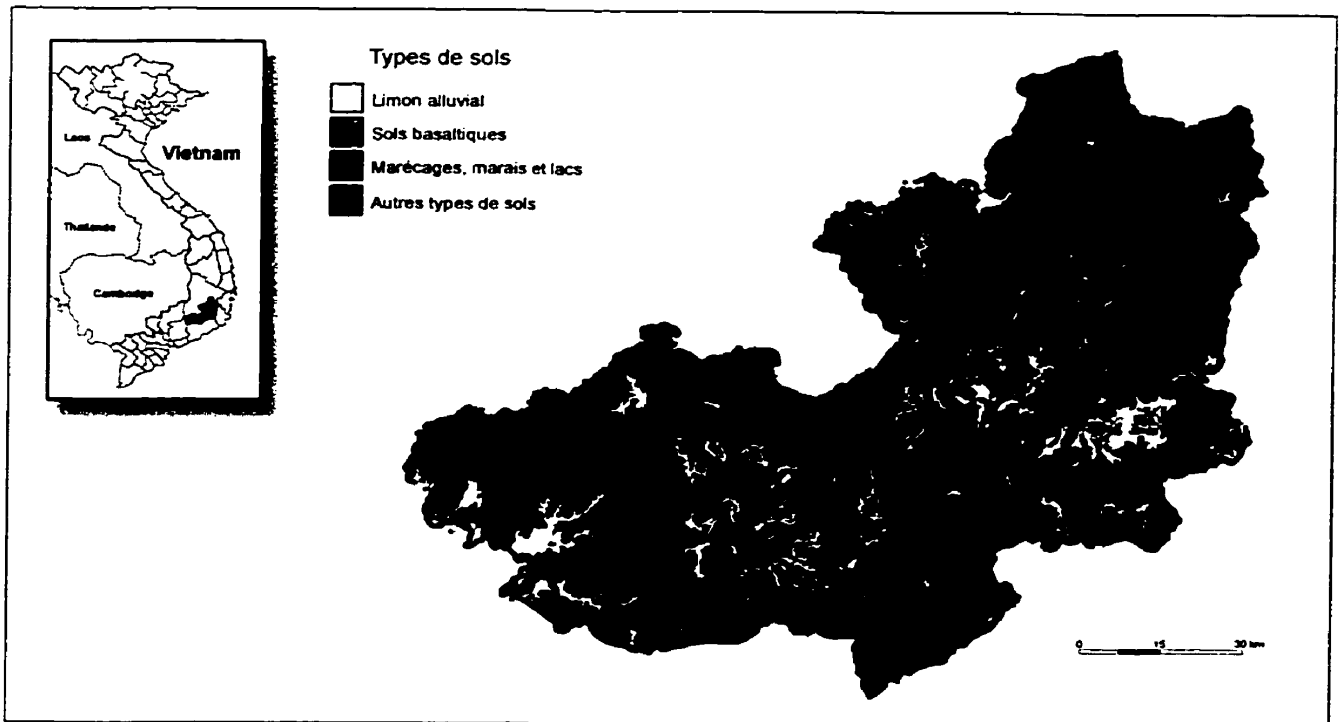 Types de sols
Limon alluvial
Sols basaltiques
Marécages, marais et lacs
Autres types de sols
Laos
Vietnam
Thaïlande
Cambodge
0 15 30 km